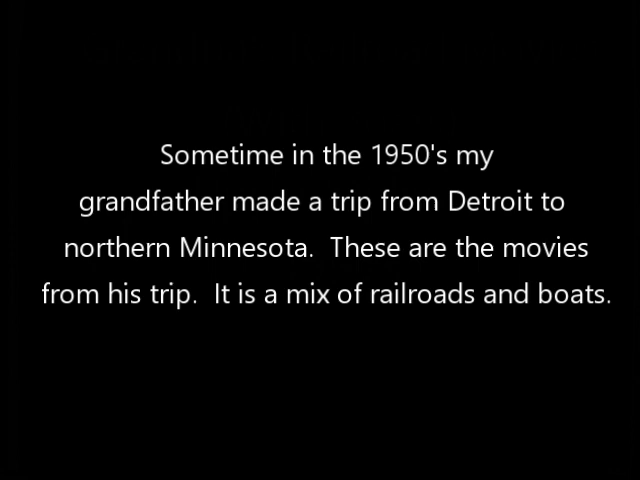 Sometime in the 1950's my
grandfather made a trip from Detroit to
northern Minnesota.  These are the movies
from his trip.  It is a mix of railroads and boats.